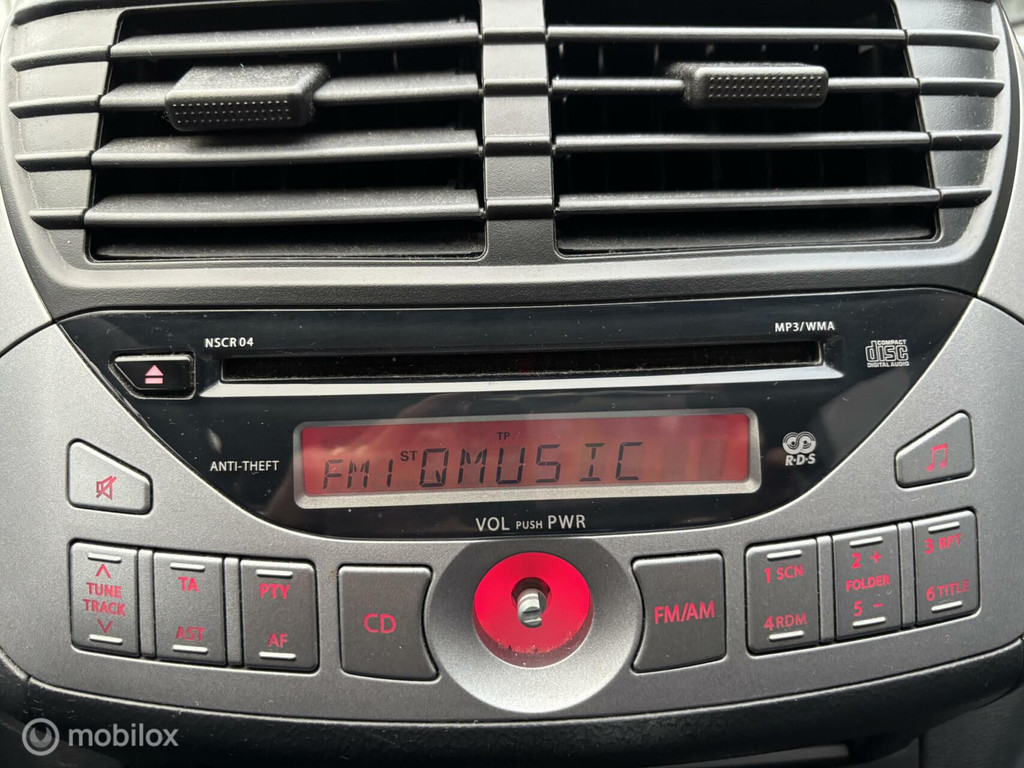 NSCR 04
MP3/WMA
COMPACT
disc
DIGITAL AUDIO
TP
FM1 ST QMUSIC
ANTI-THEFT
R·D·S
VOL PUSH PWR
TUNE
TRACK
TA
AST
PTY
AF
CD
FM/AM
1 SCN
4 RDM
2 +
FOLDER
5 -
3 RPT
6 TITLE
mobilox